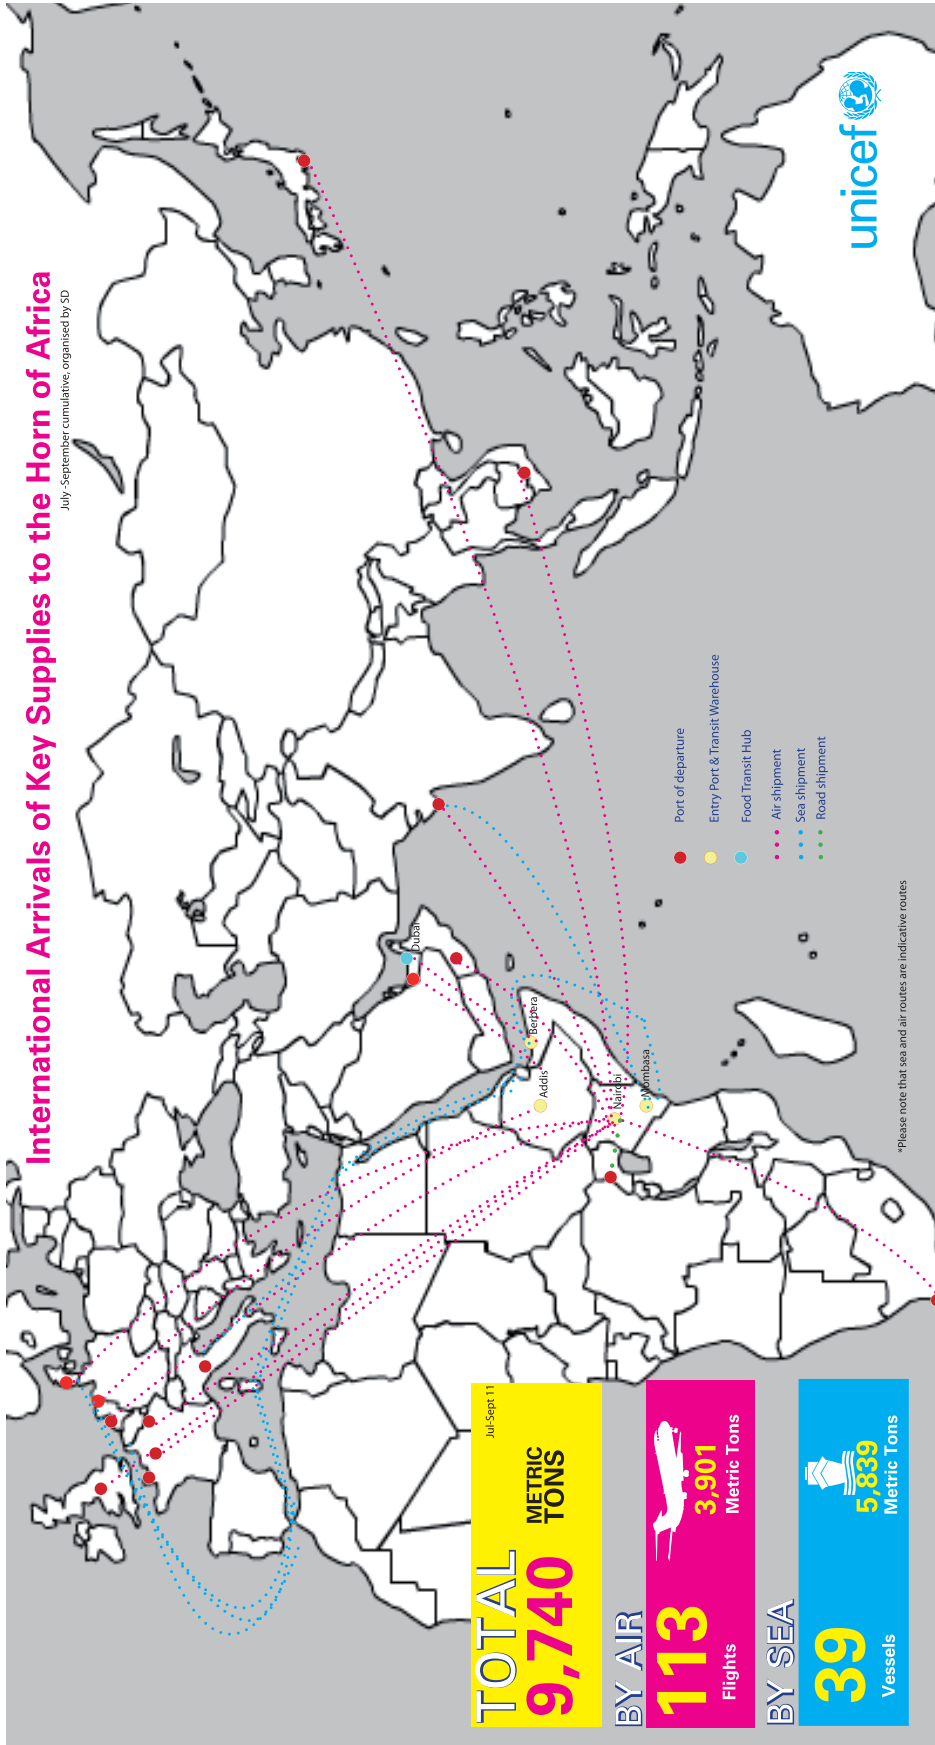 International Arrivals of Key Supplies to the Horn of Africa
July -September cumulative, organised by SD
unicef
Dubai
Berbera
Addis
Nairobi
Mombasa
Port of departure
Entry Port & Transit Warehouse
Food Transit Hub
Air shipment
Sea shipment
Road shipment
*Please note that sea and air routes are indicative routes
TOTAL
Jul-Sept 11
9,740 METRIC
TONS
BY AIR
113
Flights
3,901
Metric Tons
BY SEA
39
Vessels
5,839
Metric Tons